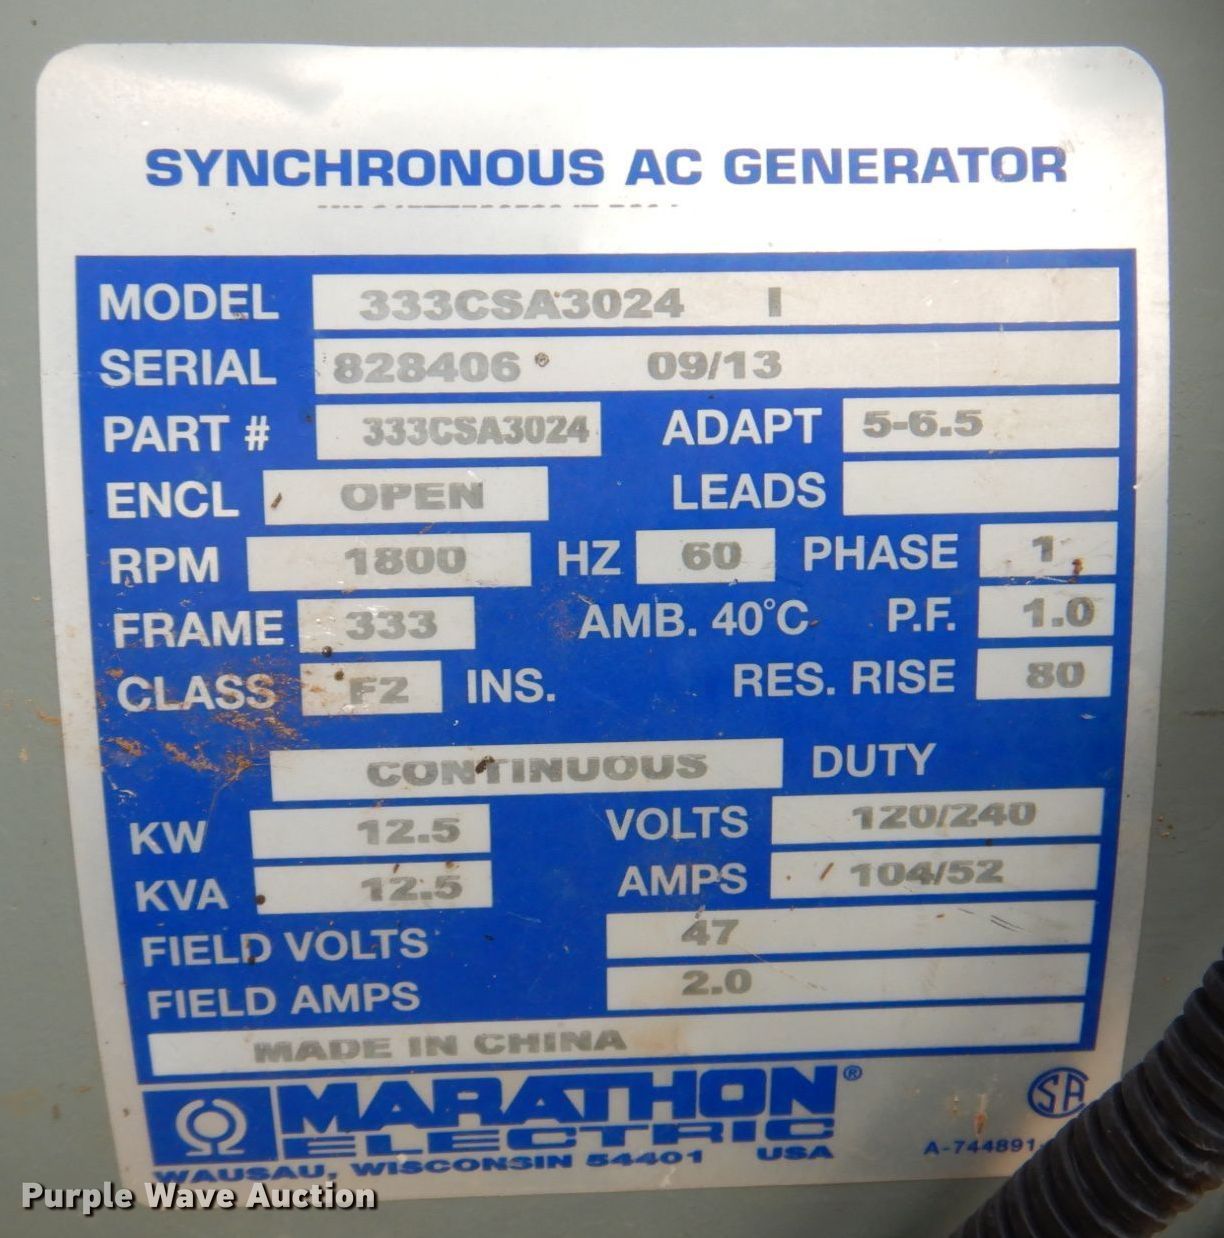 SYNCHRONOUS AC GENERATOR
MODEL 333CSA3024 I
SERIAL 828406 09/13
PART # 333CSA3024 ADAPT 5-6.5
ENCL OPEN LEADS
RPM 1800 HZ 60 PHASE 1
FRAME 333 AMB. 40°C P.F. 1.0
CLASS F2 INS. RES. RISE 80
CONTINUOUS DUTY
KW 12.5 VOLTS 120/240
KVA 12.5 AMPS 104/52
FIELD VOLTS 47
FIELD AMPS 2.0
MADE IN CHINA
MARATHON®
ELECTRIC
WAUSAU, WISCONSIN 54401 USA
SA
A-744891-
Purple Wave Auction